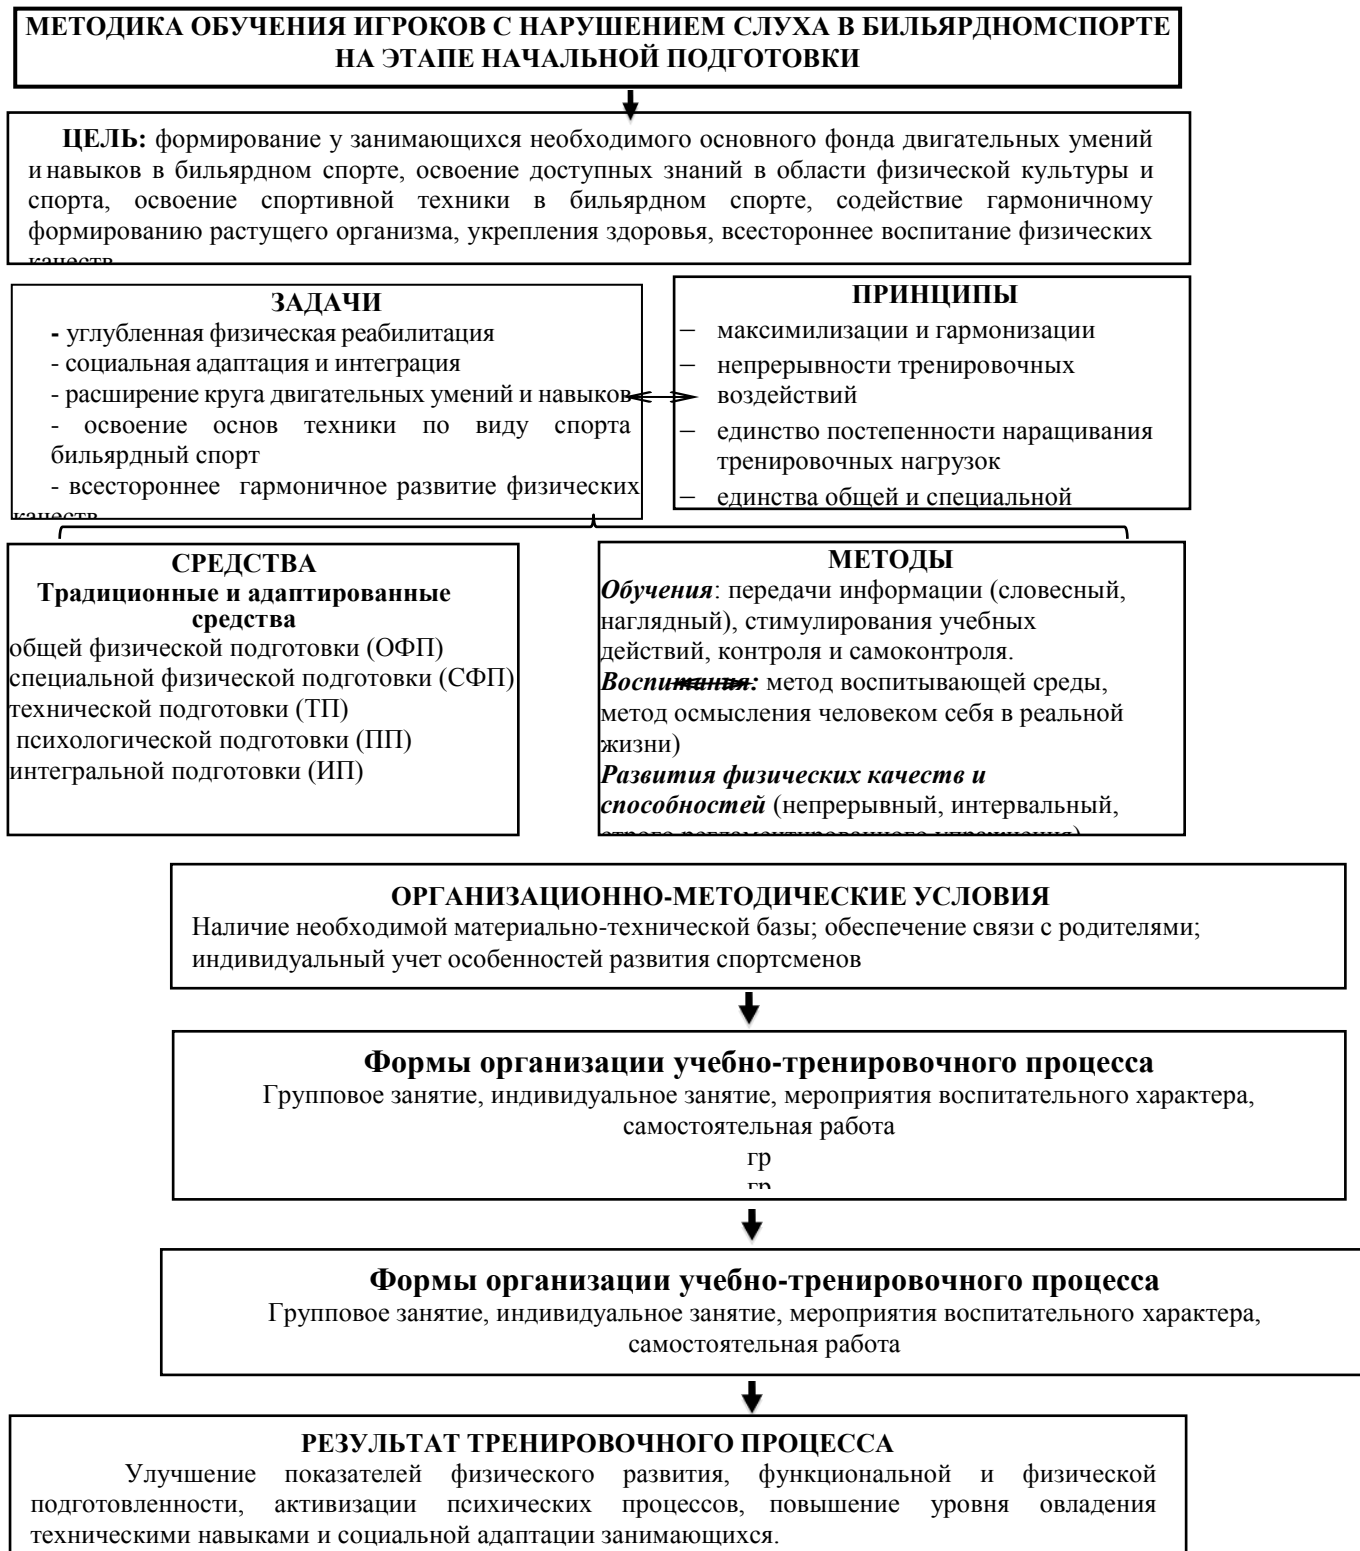 МЕТОДИКА ОБУЧЕНИЯ ИГРОКОВ С НАРУШЕНИЕМ СЛУХА В БИЛЬЯРДНОМСПОРТЕ
НА ЭТАПЕ НАЧАЛЬНОЙ ПОДГОТОВКИ
ЦЕЛЬ: формирование у занимающихся необходимого основного фонда двигательных умений
и навыков в бильярдном спорте, освоение доступных знаний в области физической культуры и
спорта, освоение спортивной техники в бильярдном спорте, содействие гармоничному
формированию растущего организма, укрепления здоровья, всестороннее воспитание физических
качеств
ЗАДАЧИ
- углубленная физическая реабилитация
- социальная адаптация и интеграция
- расширение круга двигательных умений и навыков
- освоение основ техники по виду спорта
бильярдный спорт
- всестороннее гармоничное развитие физических
качеств
ПРИНЦИПЫ
– максимилизации и гармонизации
– непрерывности тренировочных
воздействий
– единство постепенности наращивания
тренировочных нагрузок
– единства общей и специальной
СРЕДСТВА
Традиционные и адаптированные
средства
общей физической подготовки (ОФП)
специальной физической подготовки (СФП)
технической подготовки (ТП)
психологической подготовки (ПП)
интегральной подготовки (ИП)
МЕТОДЫ
Обучения: передачи информации (словесный,
наглядный), стимулирования учебных
действий, контроля и самоконтроля.
Воспитания: метод воспитывающей среды,
метод осмысления человеком себя в реальной
жизни)
Развития физических качеств и
способностей (непрерывный, интервальный,
строго регламентированного упражнения)
ОРГАНИЗАЦИОННО-МЕТОДИЧЕСКИЕ УСЛОВИЯ
Наличие необходимой материально-технической базы; обеспечение связи с родителями;
индивидуальный учет особенностей развития спортсменов
Формы организации учебно-тренировочного процесса
Групповое занятие, индивидуальное занятие, мероприятия воспитательного характера,
самостоятельная работа
гр
гр
Формы организации учебно-тренировочного процесса
Групповое занятие, индивидуальное занятие, мероприятия воспитательного характера,
самостоятельная работа
РЕЗУЛЬТАТ ТРЕНИРОВОЧНОГО ПРОЦЕССА
Улучшение показателей физического развития, функциональной и физической
подготовленности, активизации психических процессов, повышение уровня овладения
техническими навыками и социальной адаптации занимающихся.